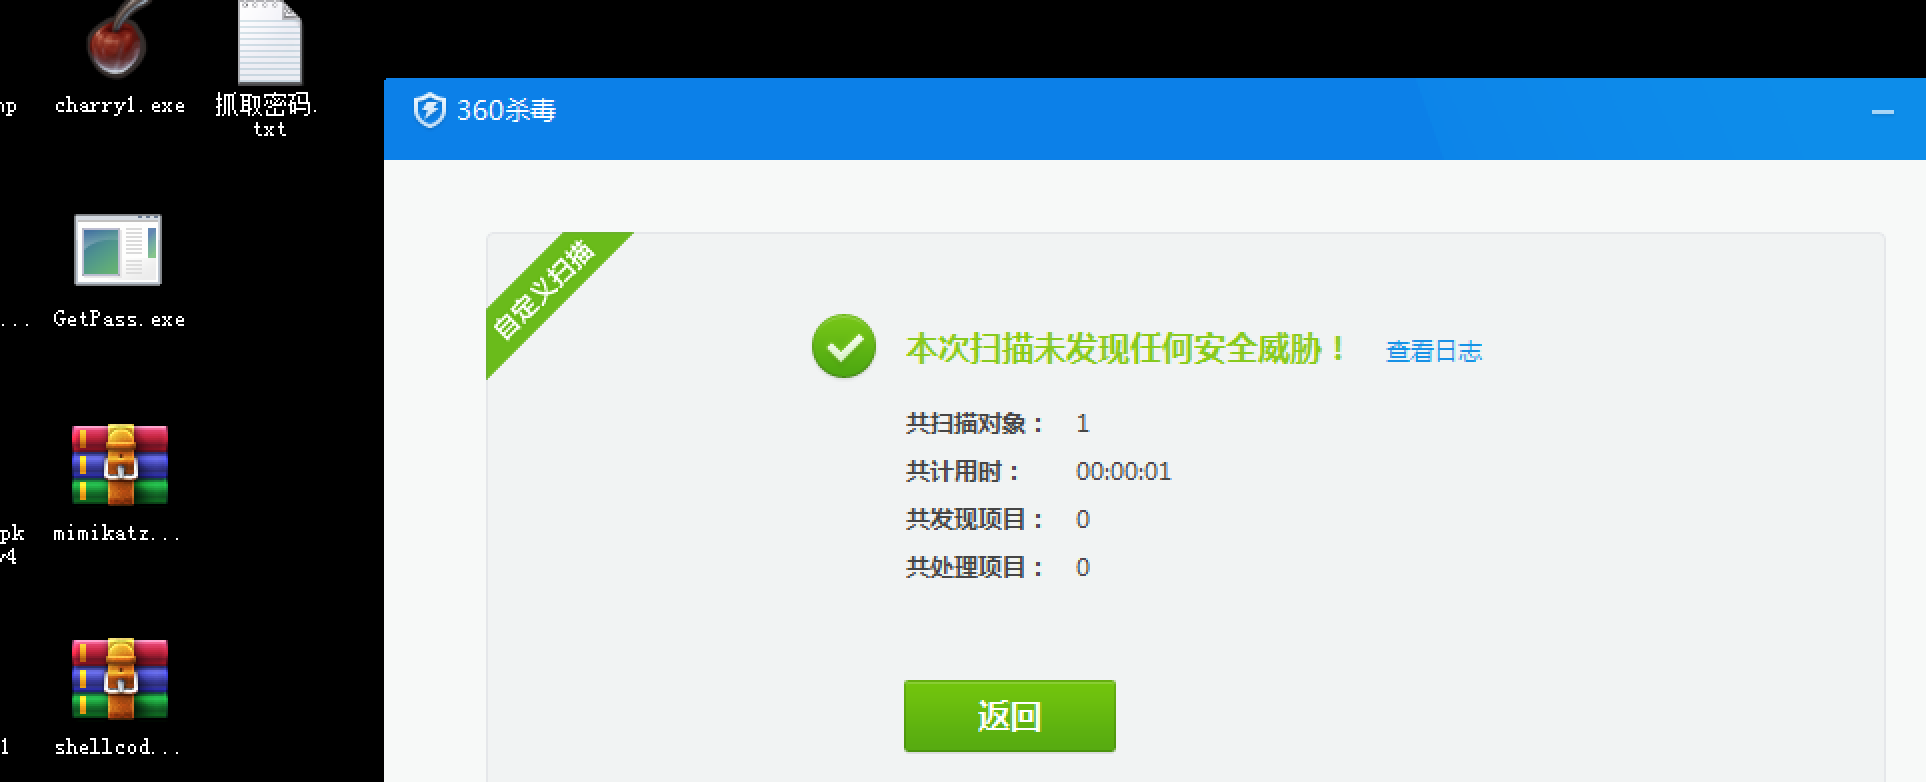 np
charry1.exe
抓取密码.
txt
...
GetPass.exe
pk
v4
mimikatz...
1
shellcod...
360杀毒
自定义扫描
本次扫描未发现任何安全威胁！
查看日志
共扫描对象： 1
共计用时： 00:00:01
共发现项目： 0
共处理项目： 0
返回